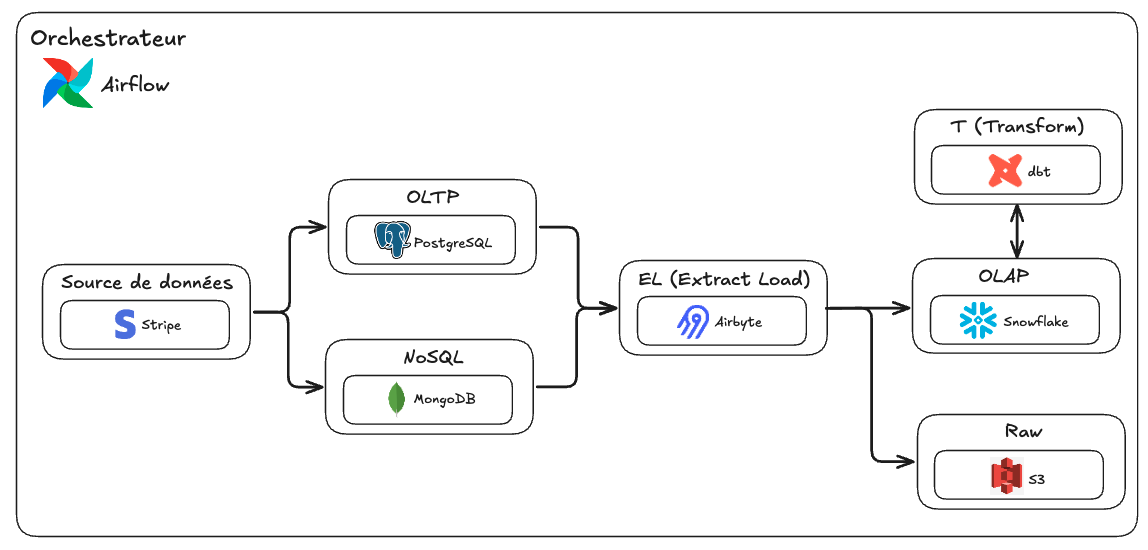 Orchestrateur
Airflow
T (Transform)
dbt
OLTP
PostgreSQL
Source de données
Stripe
EL (Extract Load)
Airbyte
OLAP
Snowflake
NoSQL
MongoDB
Raw
S3